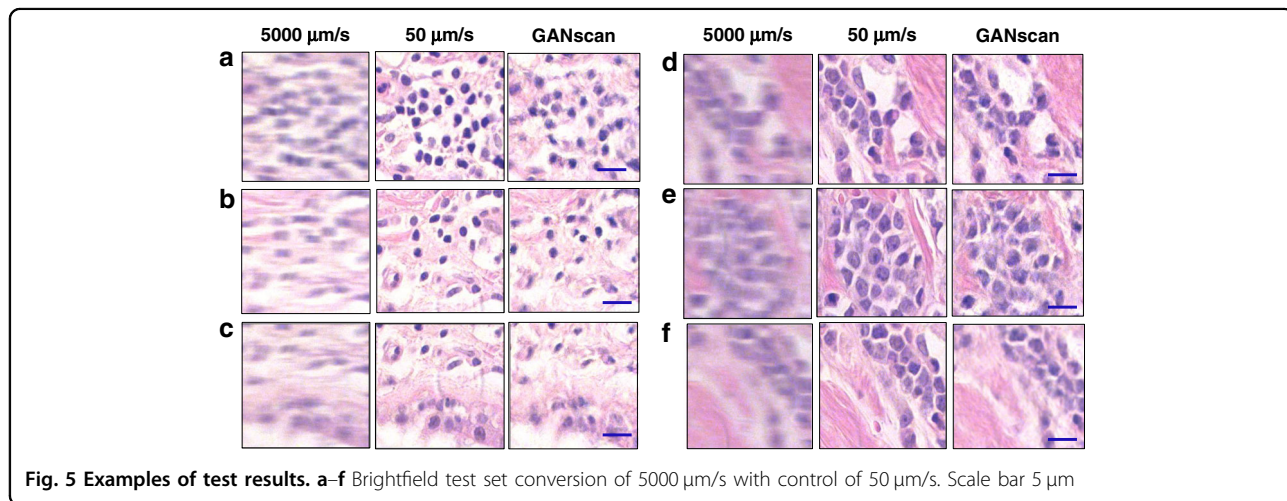 5000 µm/s 50 µm/s GANscan
5000 µm/s 50 µm/s GANscan
a
d
b
e
c
f
Fig. 5 Examples of test results. a–f Brightfield test set conversion of 5000 µm/s with control of 50 µm/s. Scale bar 5 µm